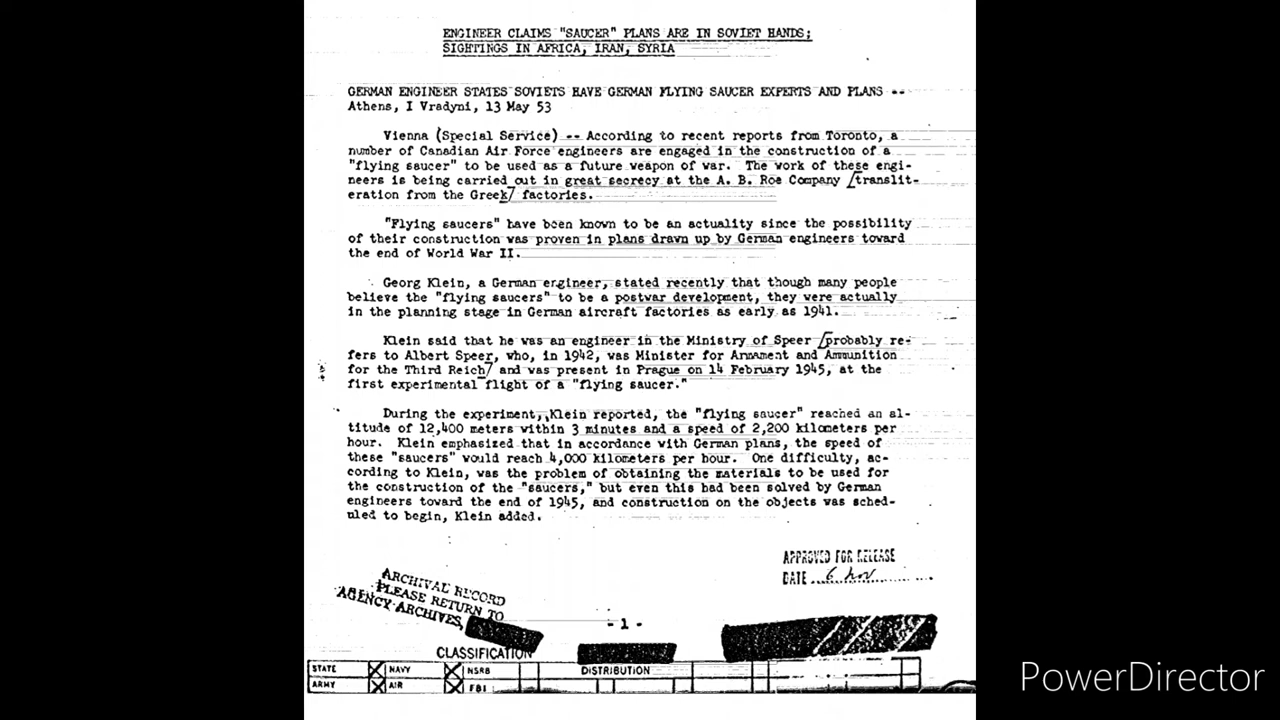 ENGINEER CLAIMS "SAUCER" PLANS ARE IN SOVIET HANDS;
SIGHTINGS IN AFRICA, IRAN, SYRIA
GERMAN ENGINEER STATES SOVIETS HAVE GERMAN FLYING SAUCER EXPERTS AND PLANS --
Athens, I Vradyni, 13 May 53
Vienna (Special Service) -- According to recent reports from Toronto, a
number of Canadian Air Force engineers are engaged in the construction of a
"flying saucer" to be used as a future weapon of war. The work of these engi-
neers is being carried out in great secrecy at the A. B. Roe Company /translit-
eration from the Greek/ factories.
"Flying saucers" have been known to be an actuality since the possibility
of their construction was proven in plans drawn up by German engineers toward
the end of World War II.
Georg Klein, a German engineer, stated recently that though many people
believe the "flying saucers" to be a postwar development, they were actually
in the planning stage in German aircraft factories as early as 1941.
Klein said that he was an engineer in the Ministry of Speer /probably re-
fers to Albert Speer, who, in 1942, was Minister for Armament and Ammunition
for the Third Reich/ and was present in Prague on 14 February 1945, at the
first experimental flight of a "flying saucer."
During the experiment, Klein reported, the "flying saucer" reached an al-
titude of 12,400 meters within 3 minutes and a speed of 2,200 kilometers per
hour. Klein emphasized that in accordance with German plans, the speed of
these "saucers" would reach 4,000 kilometers per hour. One difficulty, ac-
cording to Klein, was the problem of obtaining the materials to be used for
the construction of the "saucers," but even this had been solved by German
engineers toward the end of 1945, and construction on the objects was sched-
uled to begin, Klein added.
APPROVED FOR RELEASE
DATE 6 Nov
ARCHIVAL RECORD
PLEASE RETURN TO
AGENCY ARCHIVES,
- 1 -
CLASSIFICATION
STATE NAVY NSRB DISTRIBUTION
ARMY AIR FBI
PowerDirector